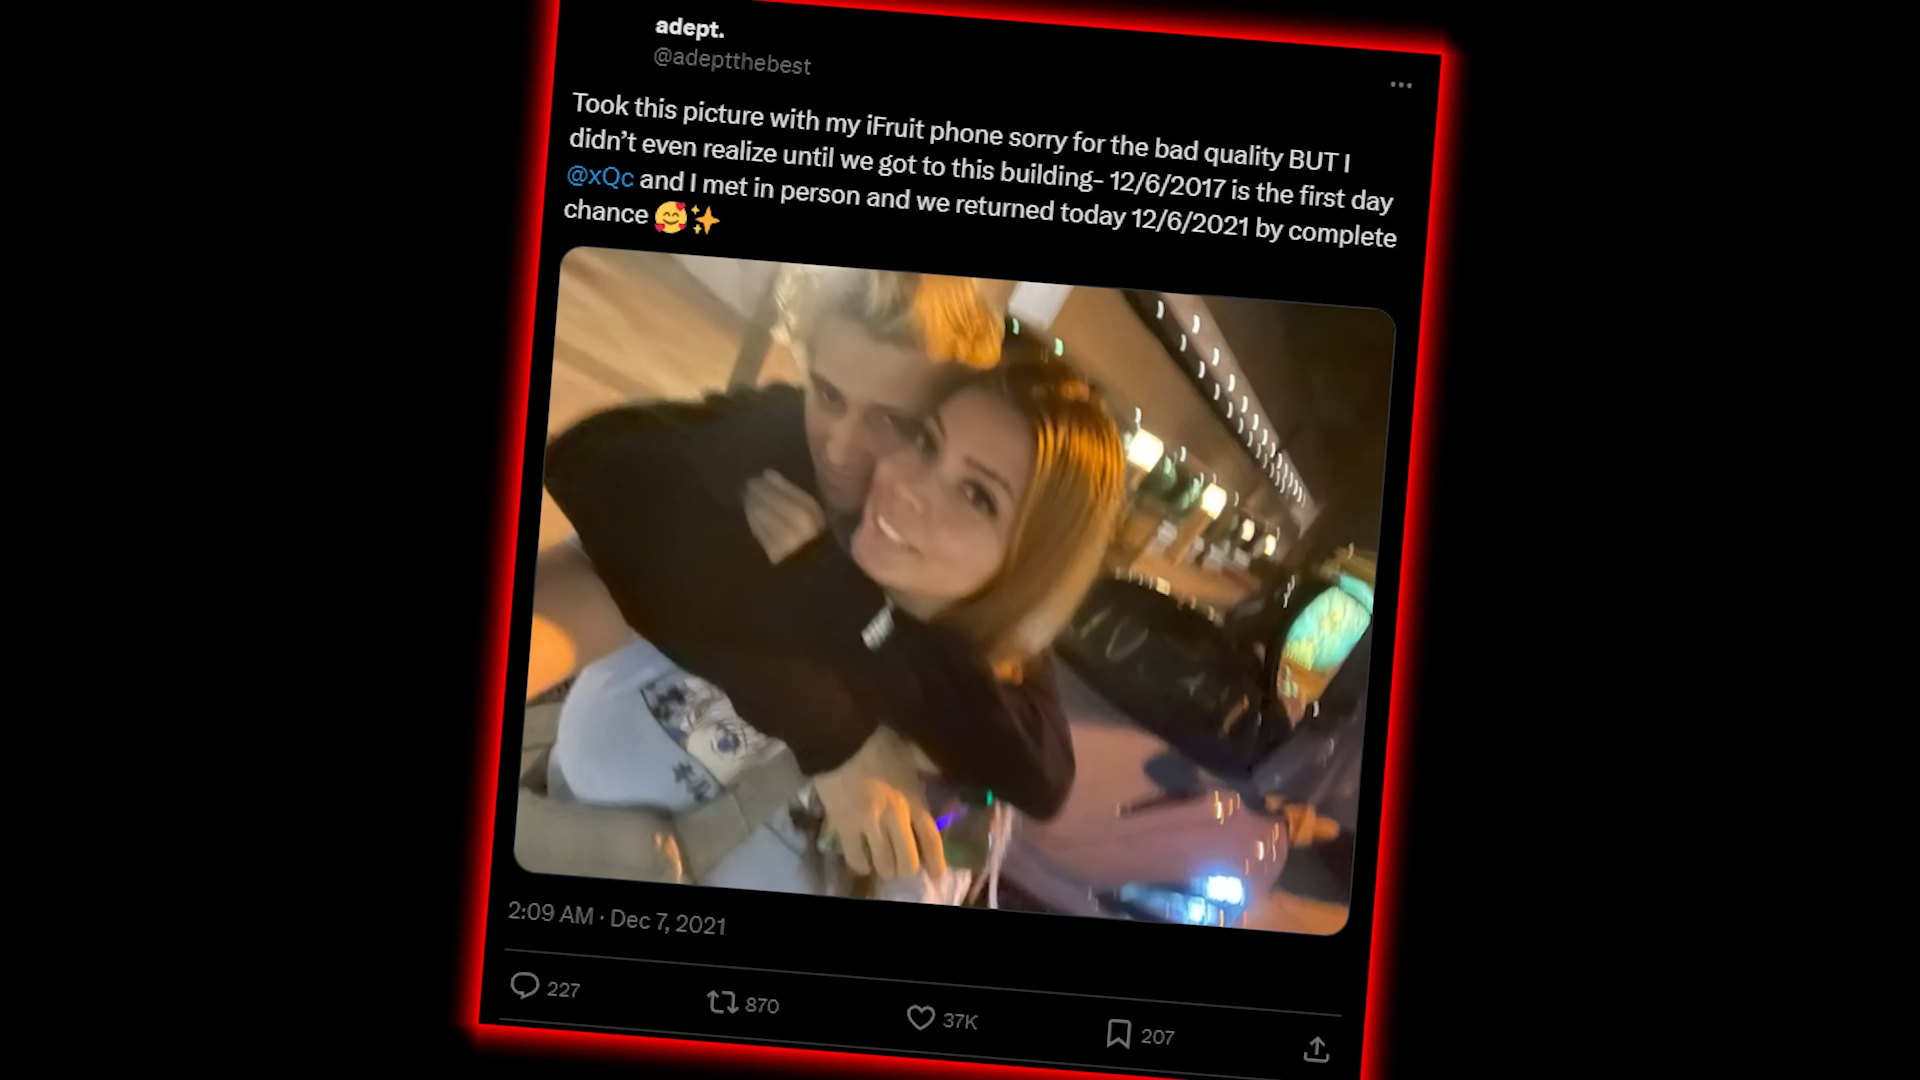 adept.
@adeptthebest
Took this picture with my iFruit phone sorry for the bad quality BUT I
didn’t even realize until we got to this building- 12/6/2017 is the first day
@xQc and I met in person and we returned today 12/6/2021 by complete
chance 🥰✨
2:09 AM · Dec 7, 2021
227 870 37K 207